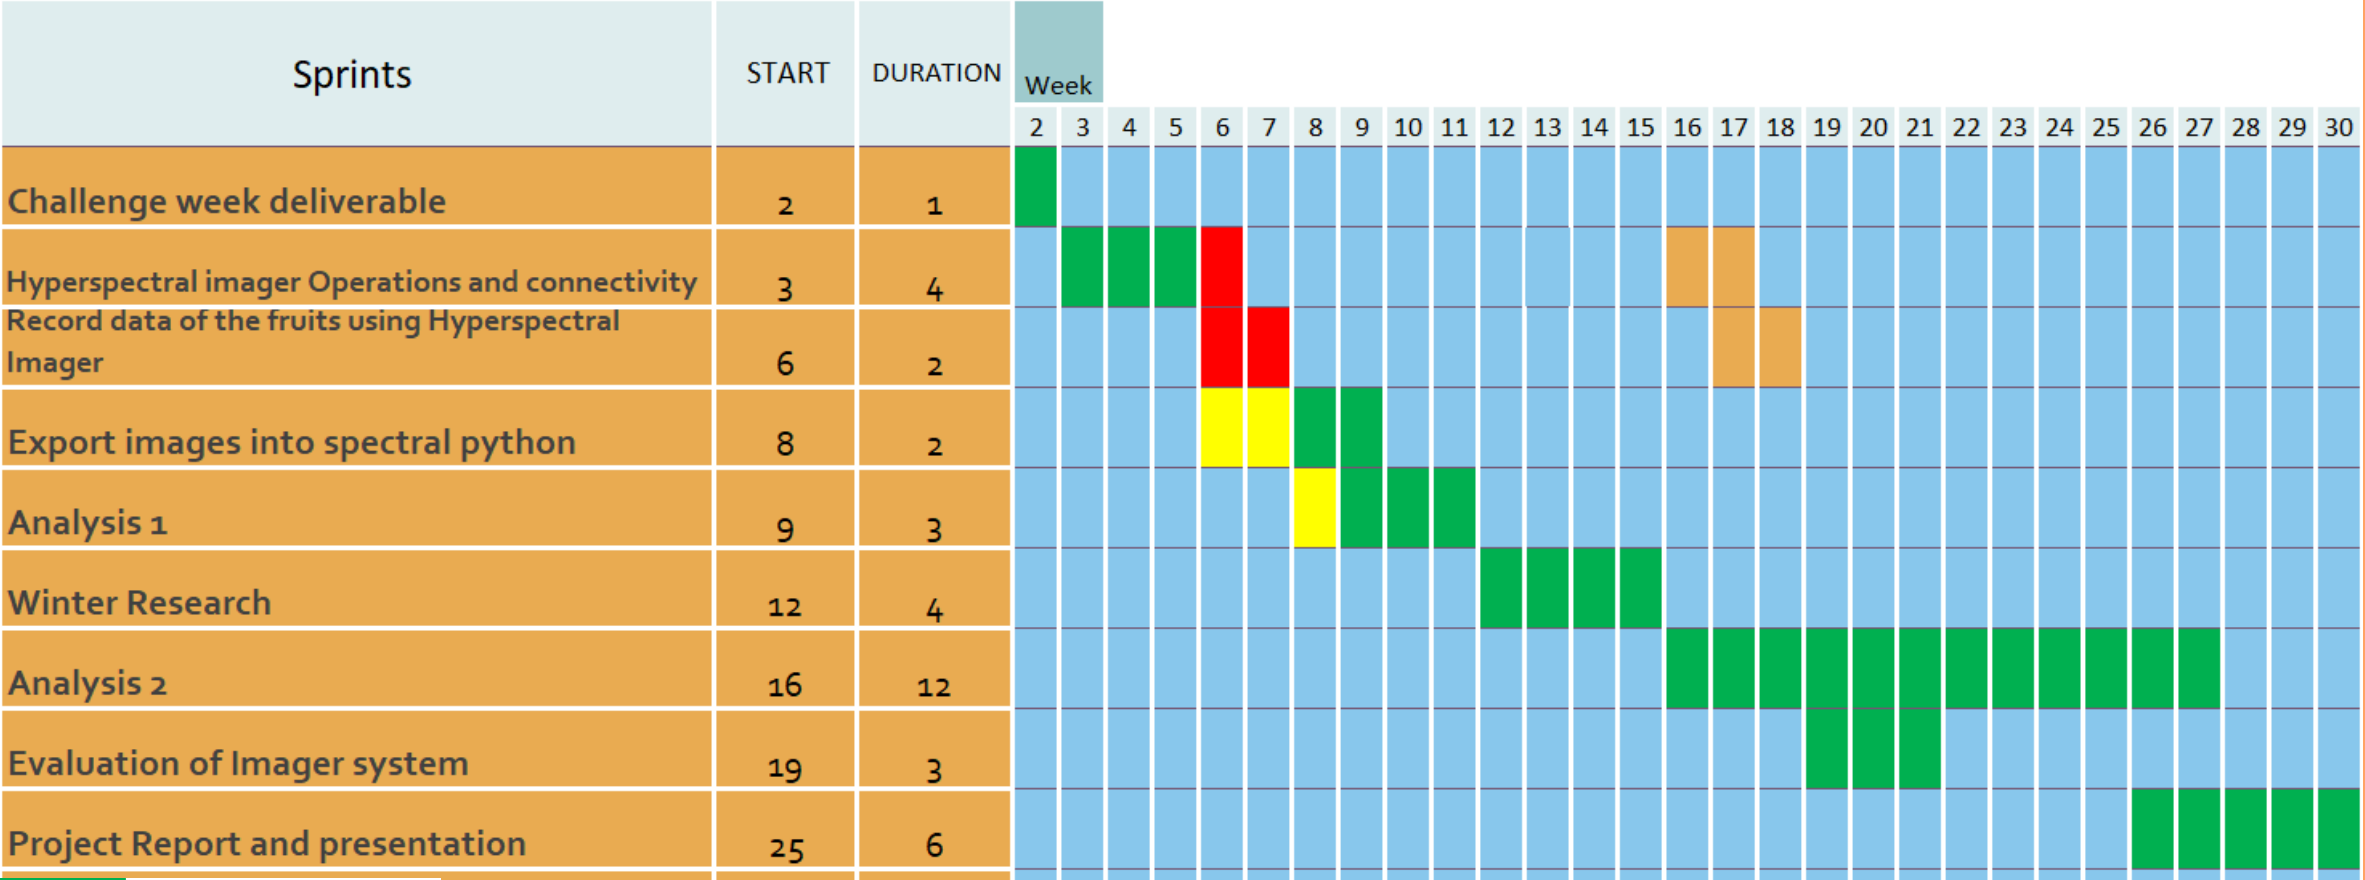 Sprints START DURATION Week
2 3 4 5 6 7 8 9 10 11 12 13 14 15 16 17 18 19 20 21 22 23 24 25 26 27 28 29 30
Challenge week deliverable 2 1
Hyperspectral imager Operations and connectivity 3 4
Record data of the fruits using Hyperspectral
Imager 6 2
Export images into spectral python 8 2
Analysis 1 9 3
Winter Research 12 4
Analysis 2 16 12
Evaluation of Imager system 19 3
Project Report and presentation 25 6